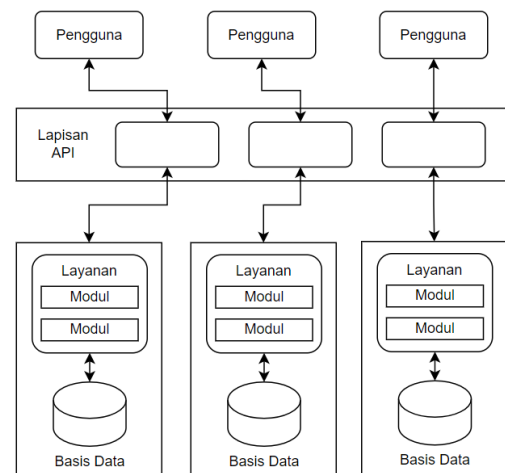 Pengguna
Pengguna
Pengguna
Lapisan
API
Layanan
Modul
Modul
Basis Data
Layanan
Modul
Modul
Basis Data
Layanan
Modul
Modul
Basis Data